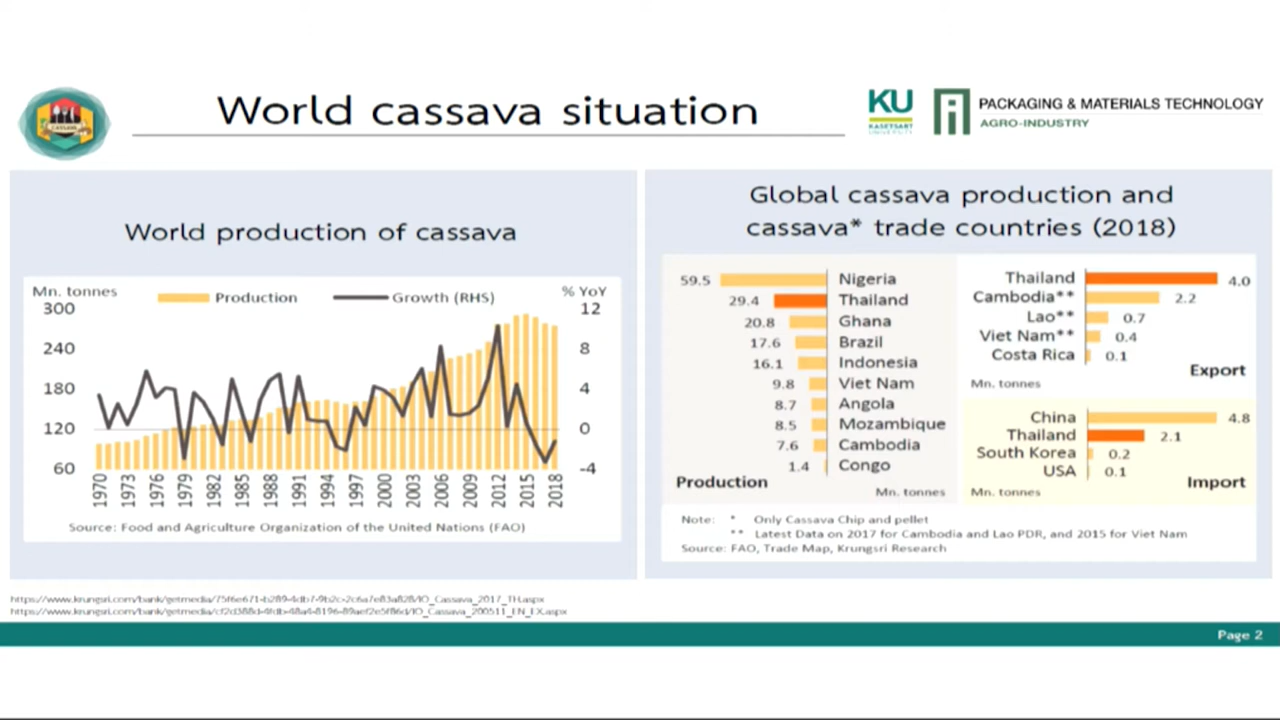 World cassava situation
KU
KASETSART
UNIVERSITY
PACKAGING & MATERIALS TECHNOLOGY
AGRO-INDUSTRY
World production of cassava
Mn. tonnes
Production
Growth (RHS)
% YoY
300
240
180
120
60
12
8
4
0
-4
1970
1973
1976
1979
1982
1985
1988
1991
1994
1997
2000
2003
2006
2009
2012
2015
2018
Source: Food and Agriculture Organization of the United Nations (FAO)
Global cassava production and
cassava* trade countries (2018)
59.5 Nigeria
29.4 Thailand
20.8 Ghana
17.6 Brazil
16.1 Indonesia
9.8 Viet Nam
8.7 Angola
8.5 Mozambique
7.6 Cambodia
1.4 Congo
Production
Mn. tonnes
Thailand 4.0
Cambodia** 2.2
Lao** 0.7
Viet Nam** 0.4
Costa Rica 0.1
Export
Mn. tonnes
China 4.8
Thailand 2.1
South Korea 0.2
USA 0.1
Import
Mn. tonnes
Note: * Only Cassava Chip and pellet
** Latest Data on 2017 for Cambodia and Lao PDR, and 2015 for Viet Nam
Source: FAO, Trade Map, Krungsri Research
Page 2